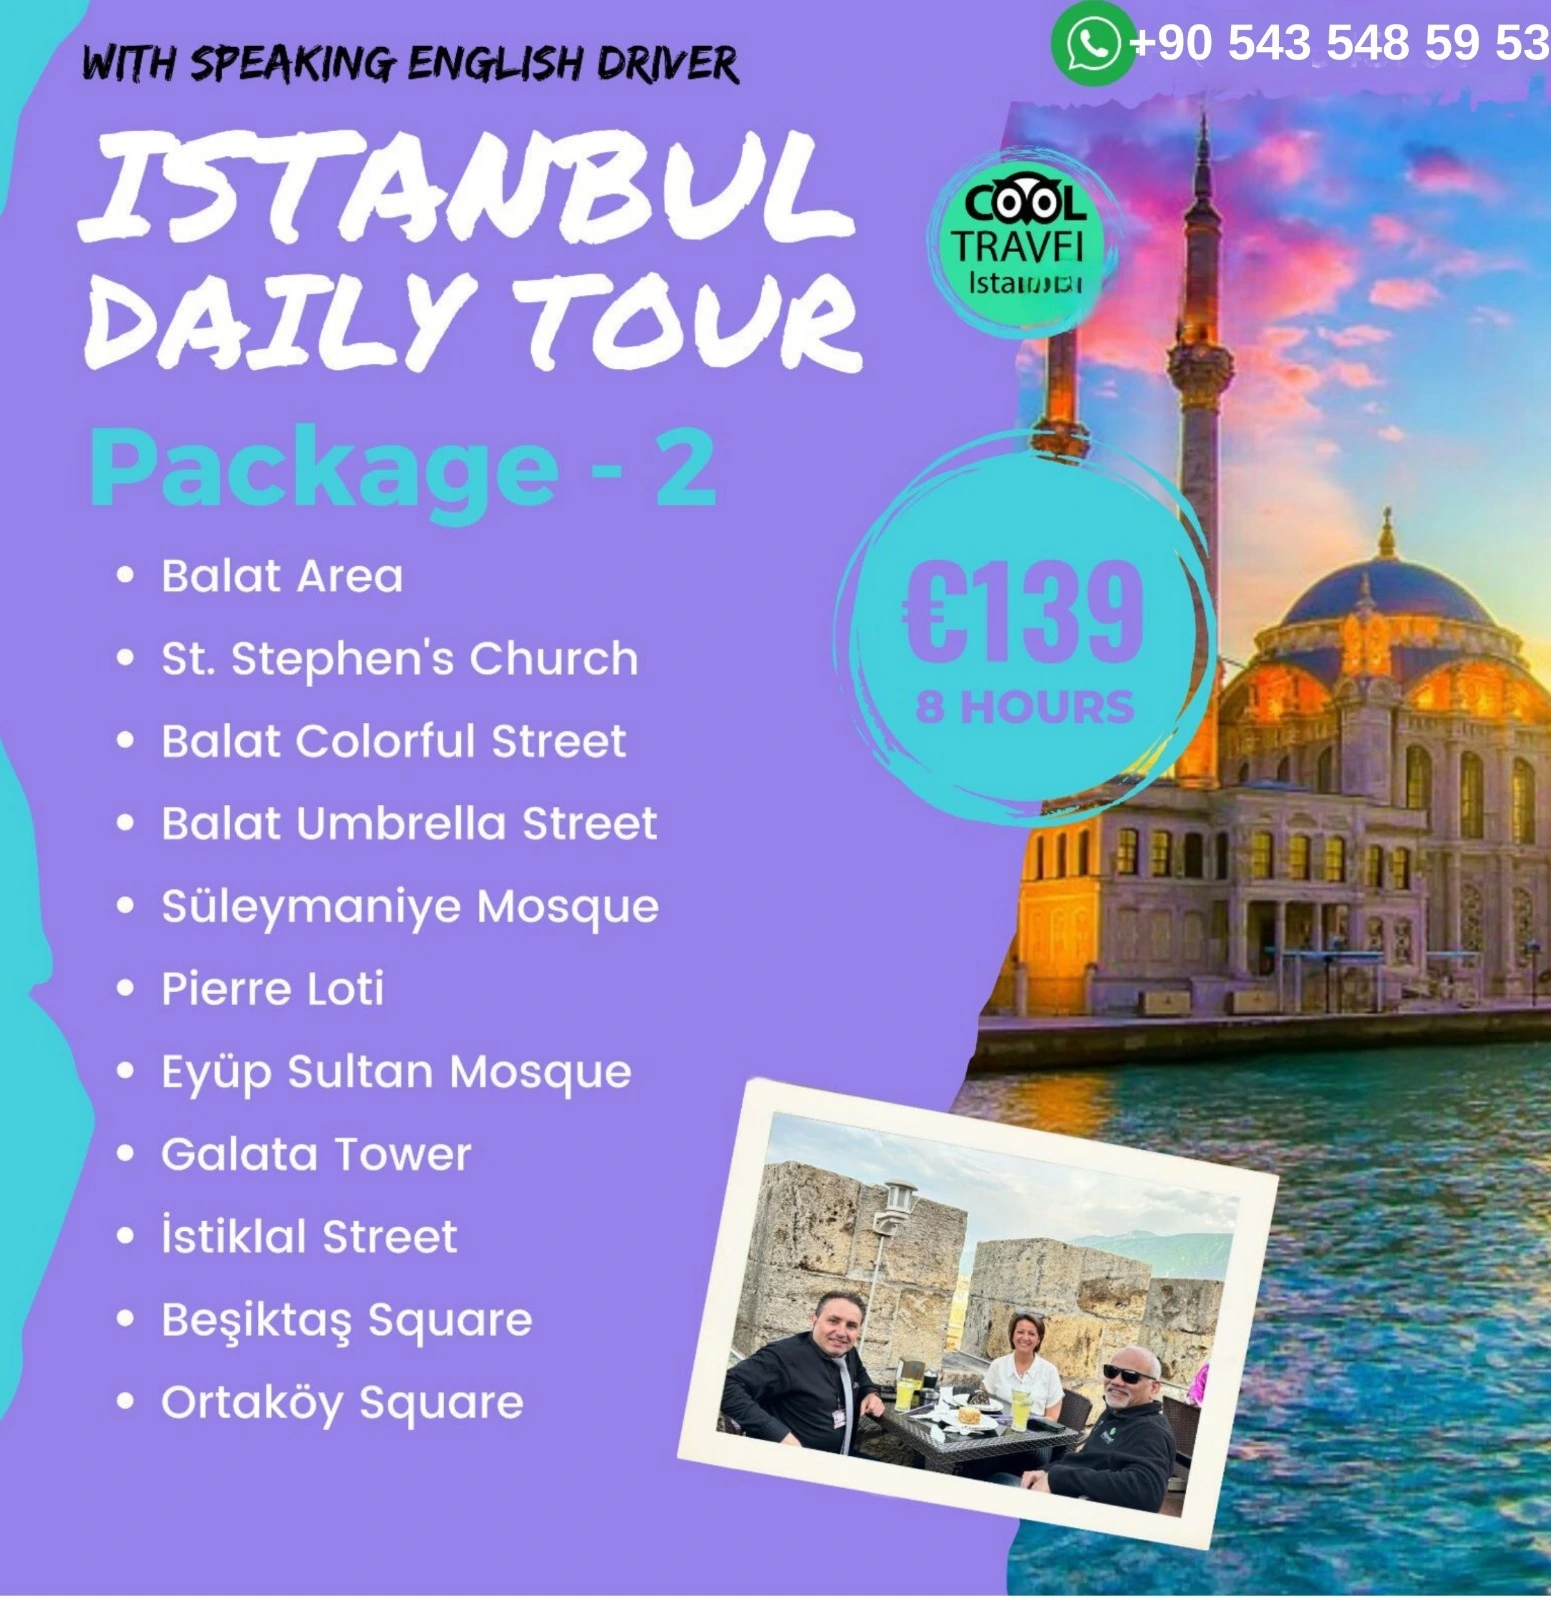 WITH SPEAKING ENGLISH DRIVER
+90 543 548 59 53
ISTANBUL
DAILY TOUR
COOL
TRAVEL
Package - 2
€139
8 HOURS
Balat Area
St. Stephen's Church
Balat Colorful Street
Balat Umbrella Street
Süleymaniye Mosque
Pierre Loti
Eyüp Sultan Mosque
Galata Tower
İstiklal Street
Beşiktaş Square
Ortaköy Square